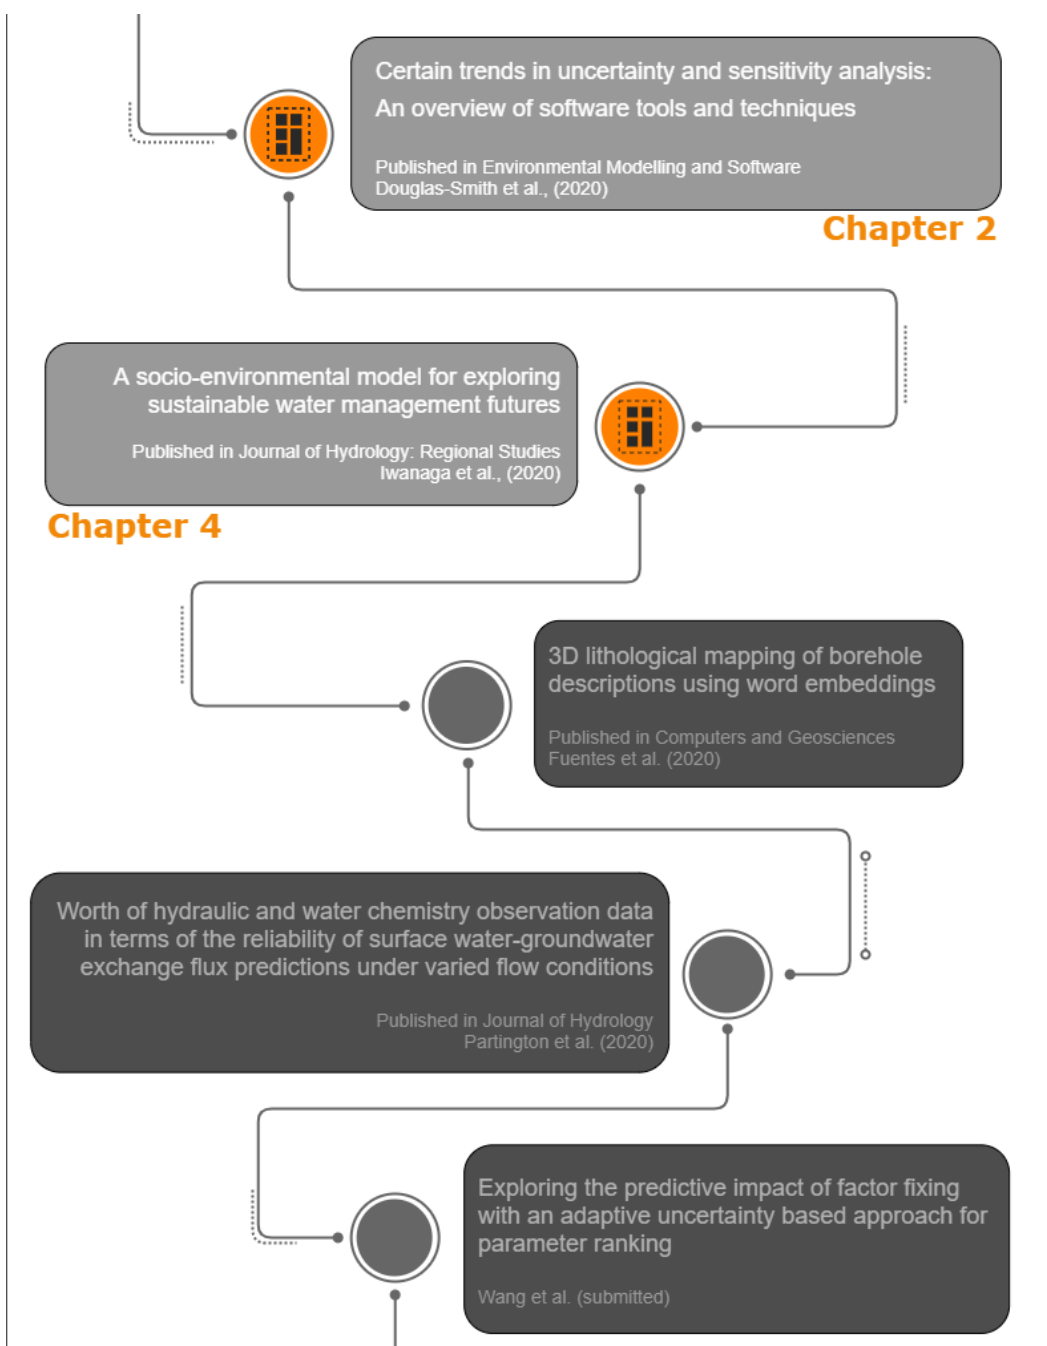 Certain trends in uncertainty and sensitivity analysis:
An overview of software tools and techniques
Published in Environmental Modelling and Software
Douglas-Smith et al., (2020)
Chapter 2
A socio-environmental model for exploring
sustainable water management futures
Published in Journal of Hydrology: Regional Studies
Iwanaga et al., (2020)
Chapter 4
3D lithological mapping of borehole
descriptions using word embeddings
Published in Computers and Geosciences
Fuentes et al. (2020)
Worth of hydraulic and water chemistry observation data
in terms of the reliability of surface water-groundwater
exchange flux predictions under varied flow conditions
Published in Journal of Hydrology
Partington et al. (2020)
Exploring the predictive impact of factor fixing
with an adaptive uncertainty based approach for
parameter ranking
Wang et al. (submitted)